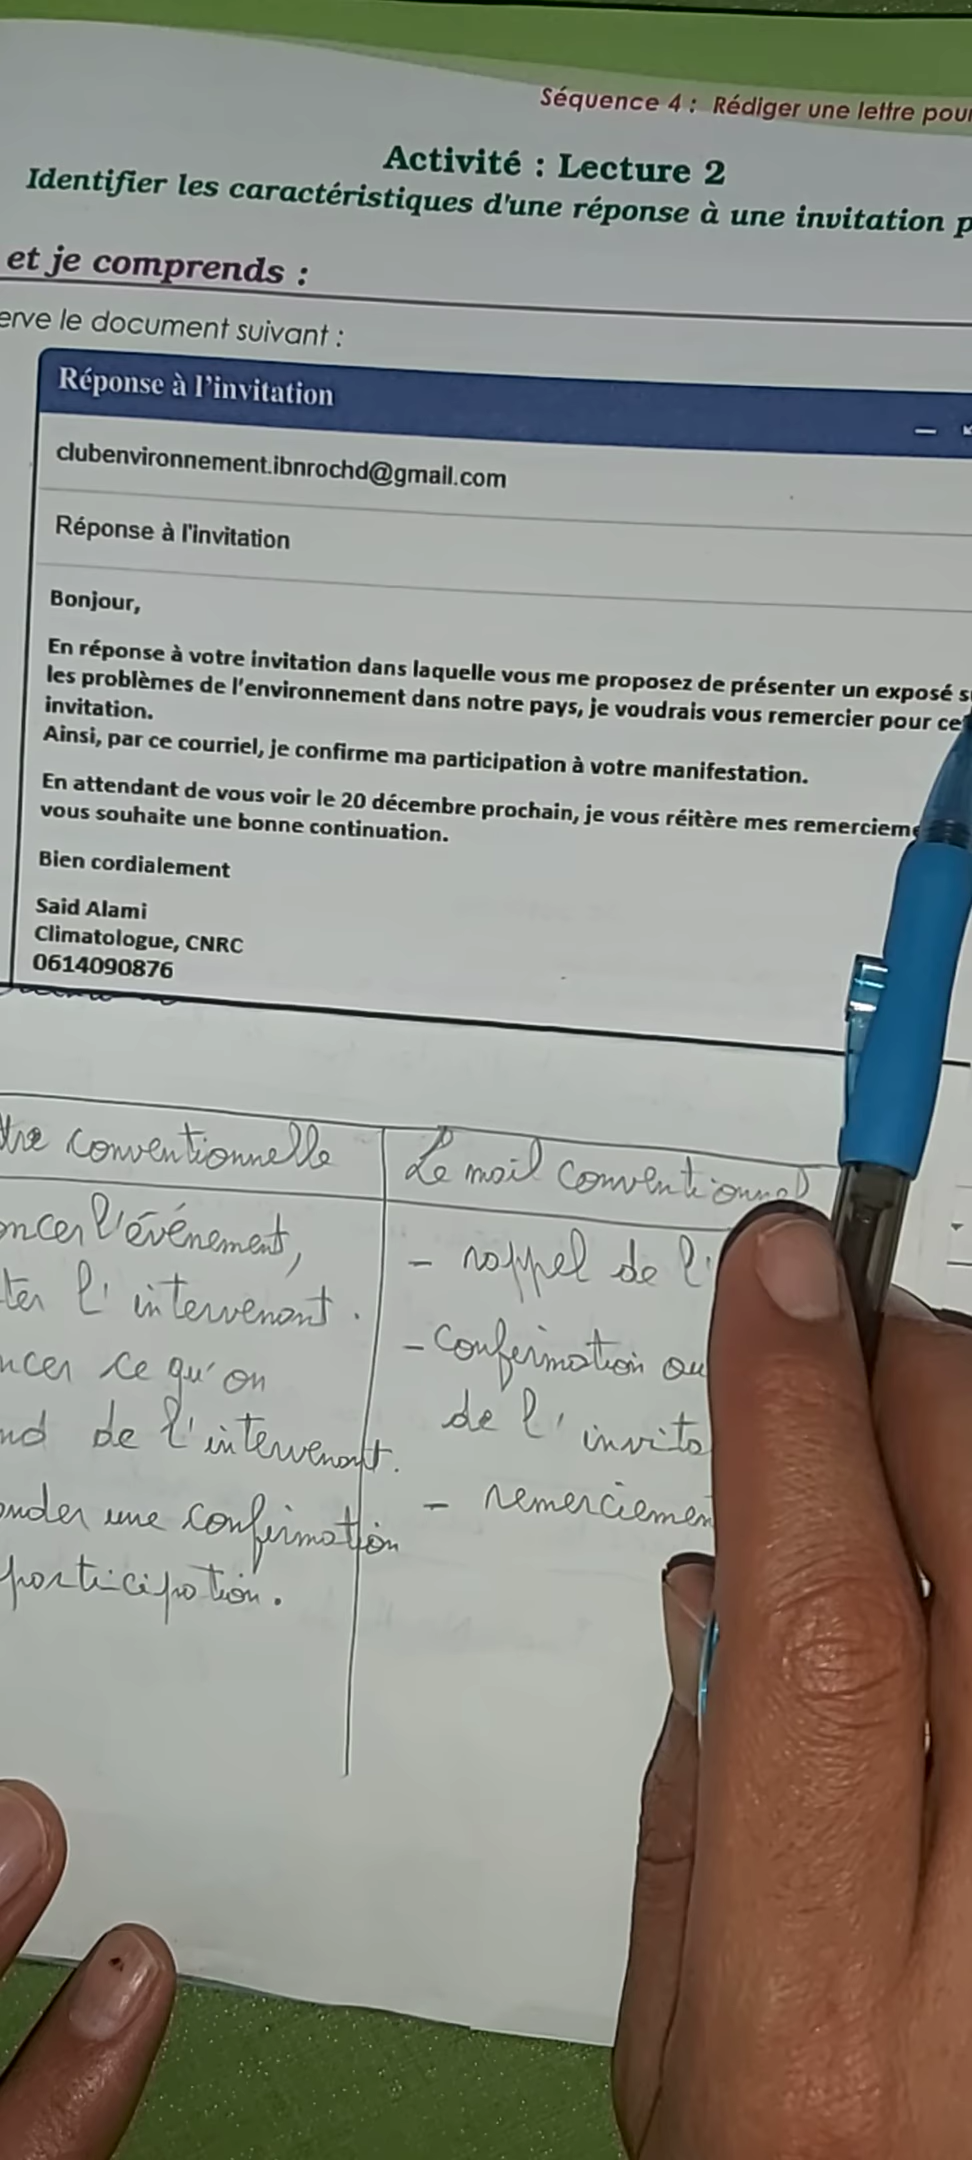 Séquence 4 : Rédiger une lettre pour
Activité : Lecture 2
Identifier les caractéristiques d'une réponse à une invitation
et je comprends :
le document suivant :
Réponse à l'invitation
clubenvironnement.ibnrochd@gmail.com
Réponse à l'invitation
Bonjour,
En réponse à votre invitation dans laquelle vous me proposez de présenter un exposé
les problèmes de l'environnement dans notre pays, je voudrais vous remercier pour
invitation.
Ainsi, par ce courriel, je confirme ma participation à votre manifestation.
En attendant de vous voir le 20 décembre prochain, je vous réitère mes
vous souhaite une bonne continuation.
Bien cordialement
Said Alami
Climatologue, CNRC
0614090876
conventionnelle
Le mail conventionnel
l'événement,
l'intervenant.
ce qu'on
de l'intervenant.
une confirmation
participation.
- rappel de
- Confirmation ou
de
- remerciemen